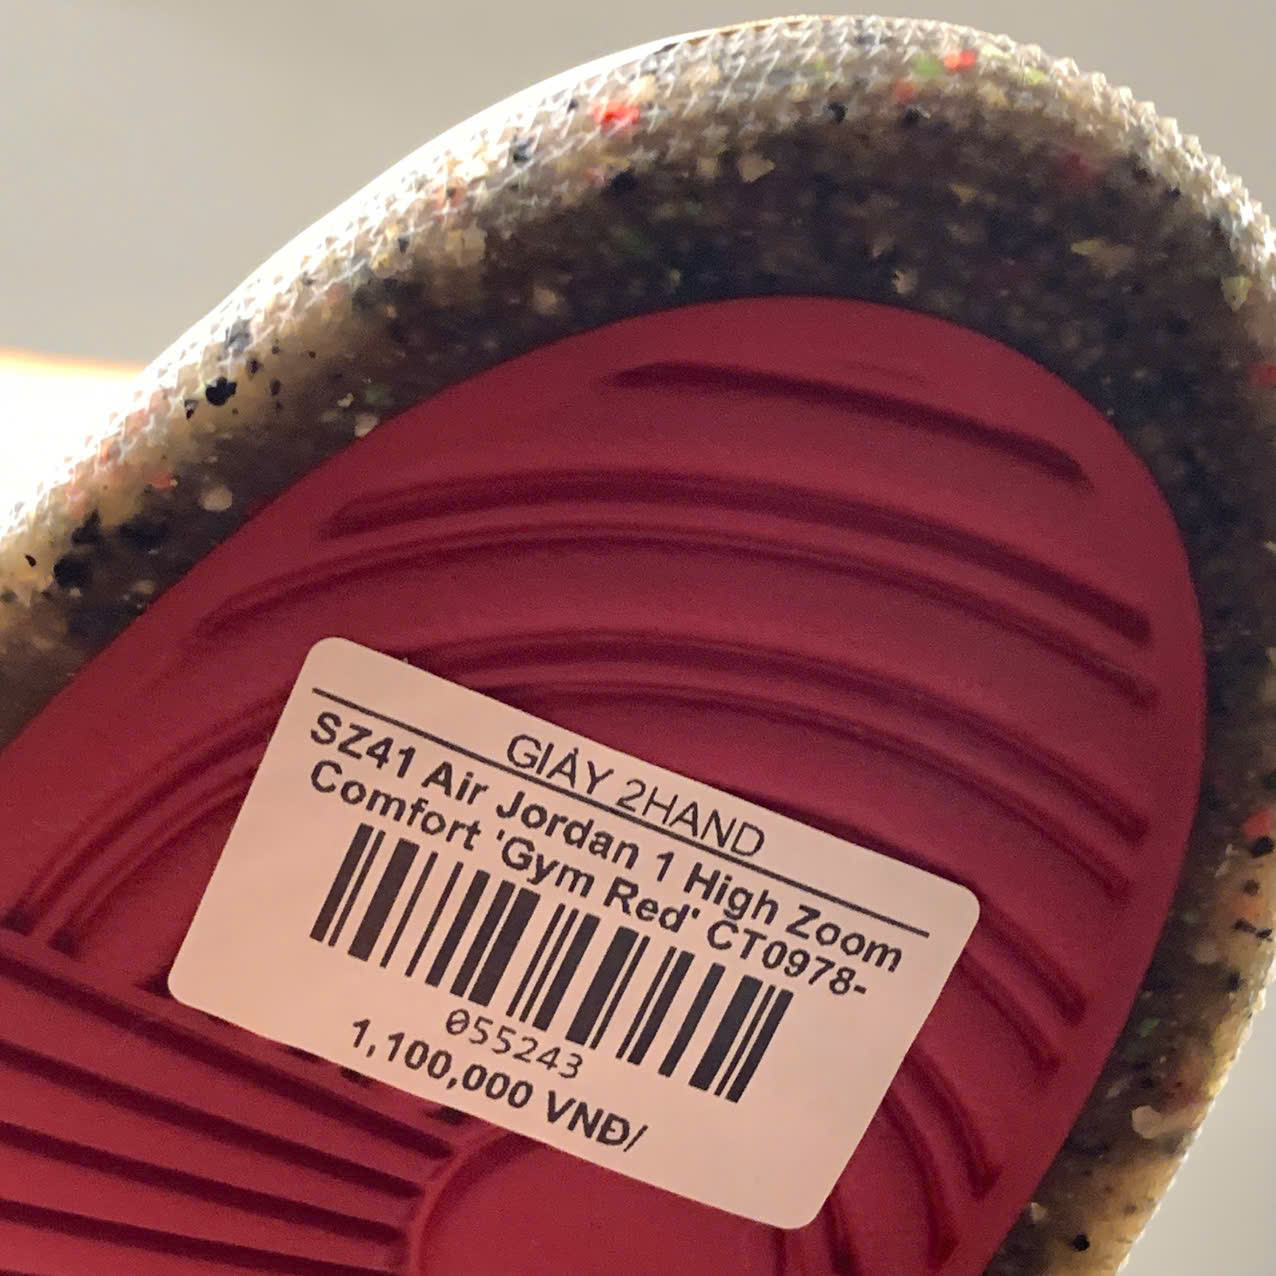 GIÀY 2HAND
SZ41 Air Jordan 1 High Zoom
Comfort 'Gym Red' CT0978-
055243
1,100,000 VNĐ/